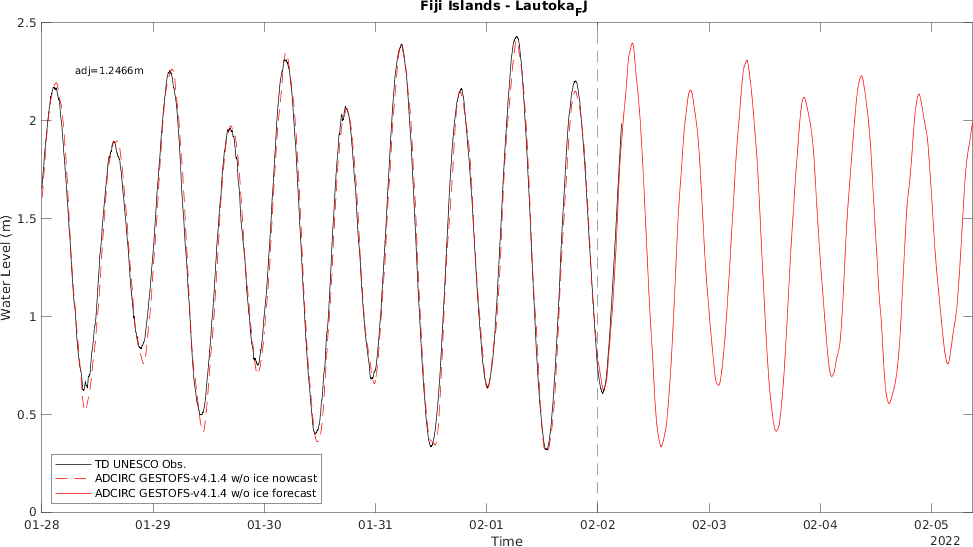 Fiji Islands - Lautoka_FJ
adj=1.2466m
2.5
2
1.5
1
0.5
0
Water Level (m)
TD UNESCO Obs.
ADCIRC GESTOFS-v4.1.4 w/o ice nowcast
ADCIRC GESTOFS-v4.1.4 w/o ice forecast
01-28 01-29 01-30 01-31 02-01 02-02 02-03 02-04 02-05
Time
2022